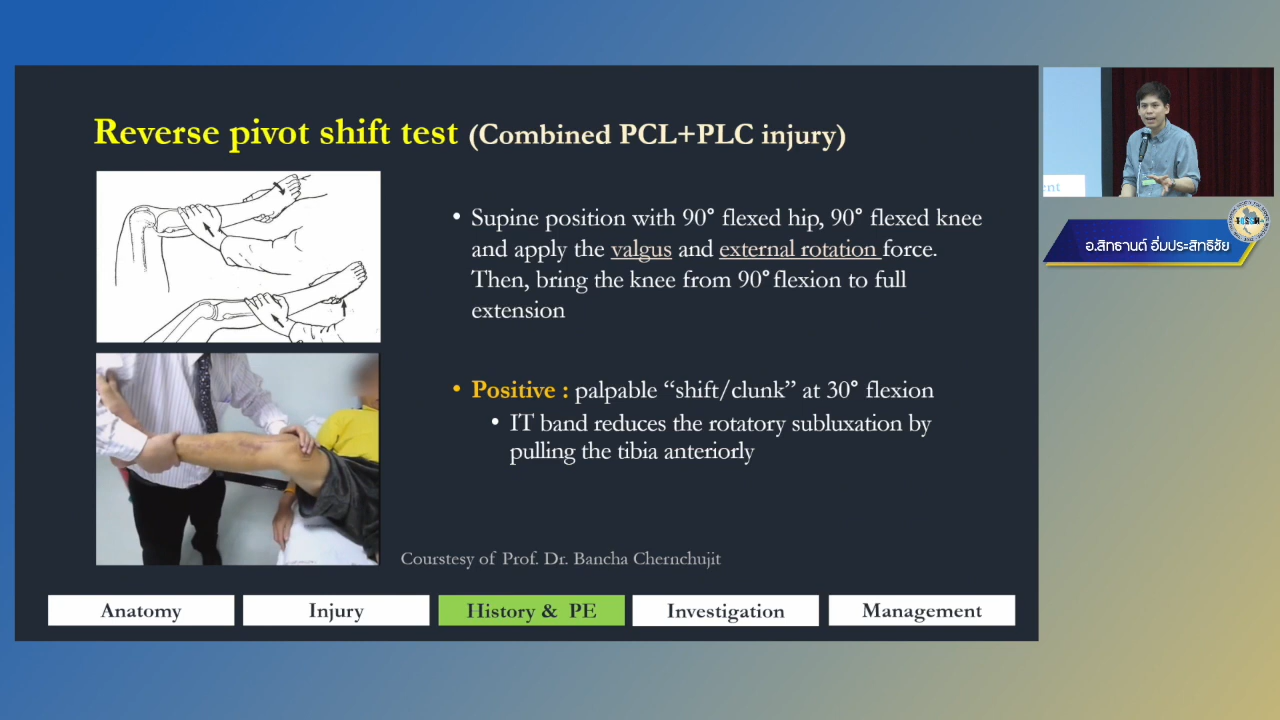 Reverse pivot shift test (Combined PCL+PLC injury)
• Supine position with 90° flexed hip, 90° flexed knee
and apply the valgus and external rotation force.
Then, bring the knee from 90° flexion to full
extension
• Positive : palpable “shift/clunk” at 30° flexion
• IT band reduces the rotatory subluxation by
pulling the tibia anteriorly
Courstesy of Prof. Dr. Bancha Chernchujit
Anatomy
Injury
History & PE
Investigation
Management
ent
อ.สิทธานต์ อิ่มประสิทธิชัย